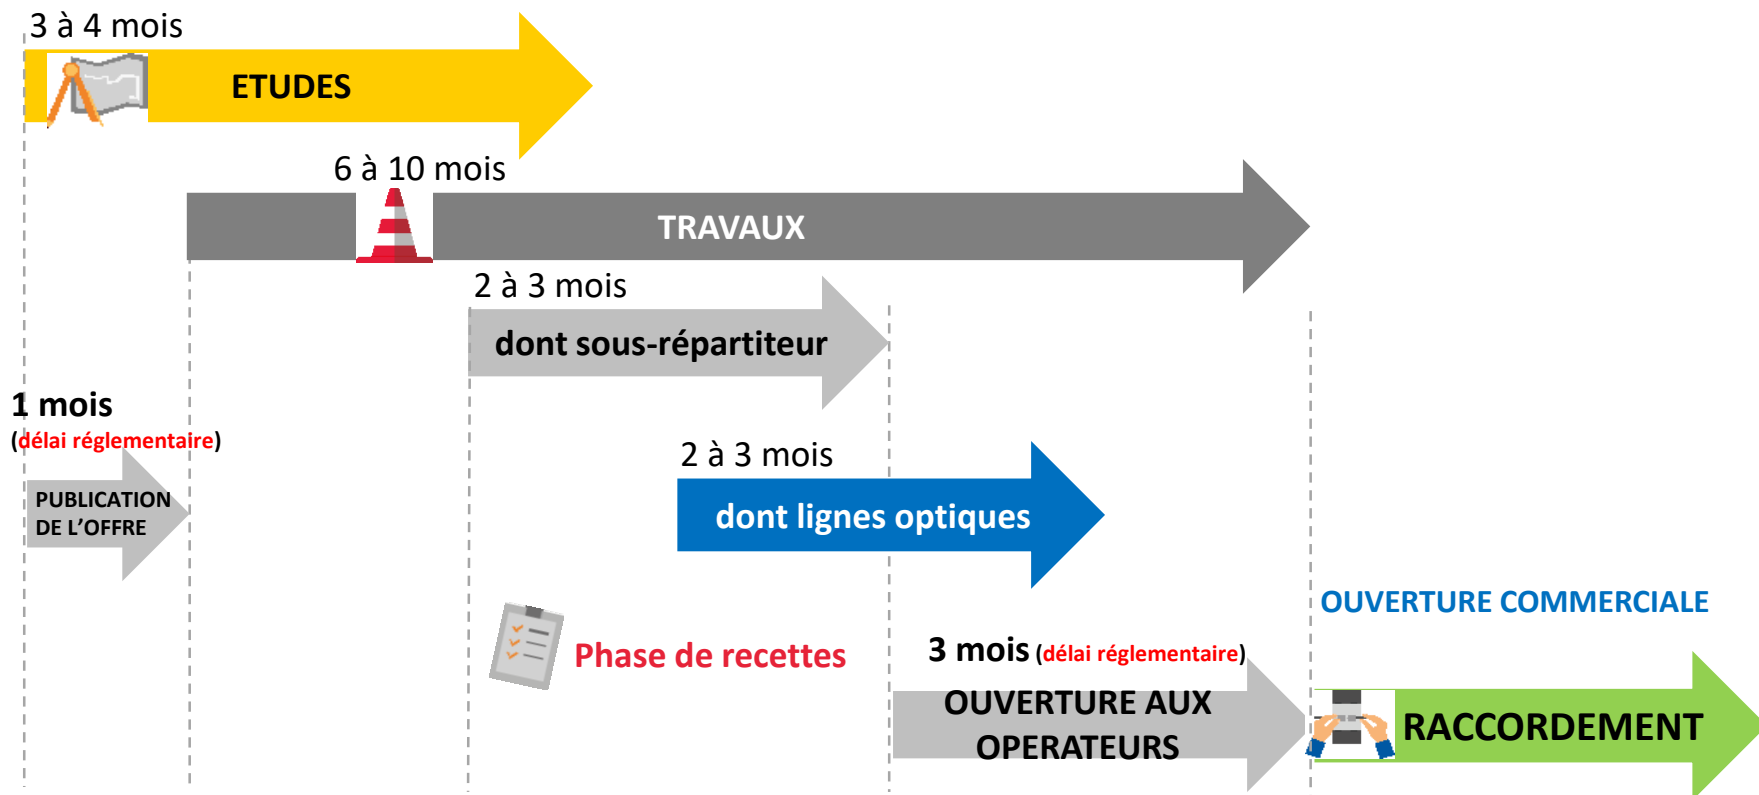 3 à 4 mois
ETUDES
6 à 10 mois
TRAVAUX
2 à 3 mois
dont sous-répartiteur
1 mois
(délai réglementaire)
PUBLICATION
DE L’OFFRE
2 à 3 mois
dont lignes optiques
Phase de recettes
3 mois (délai réglementaire)
OUVERTURE AUX
OPERATEURS
OUVERTURE COMMERCIALE
RACCORDEMENT